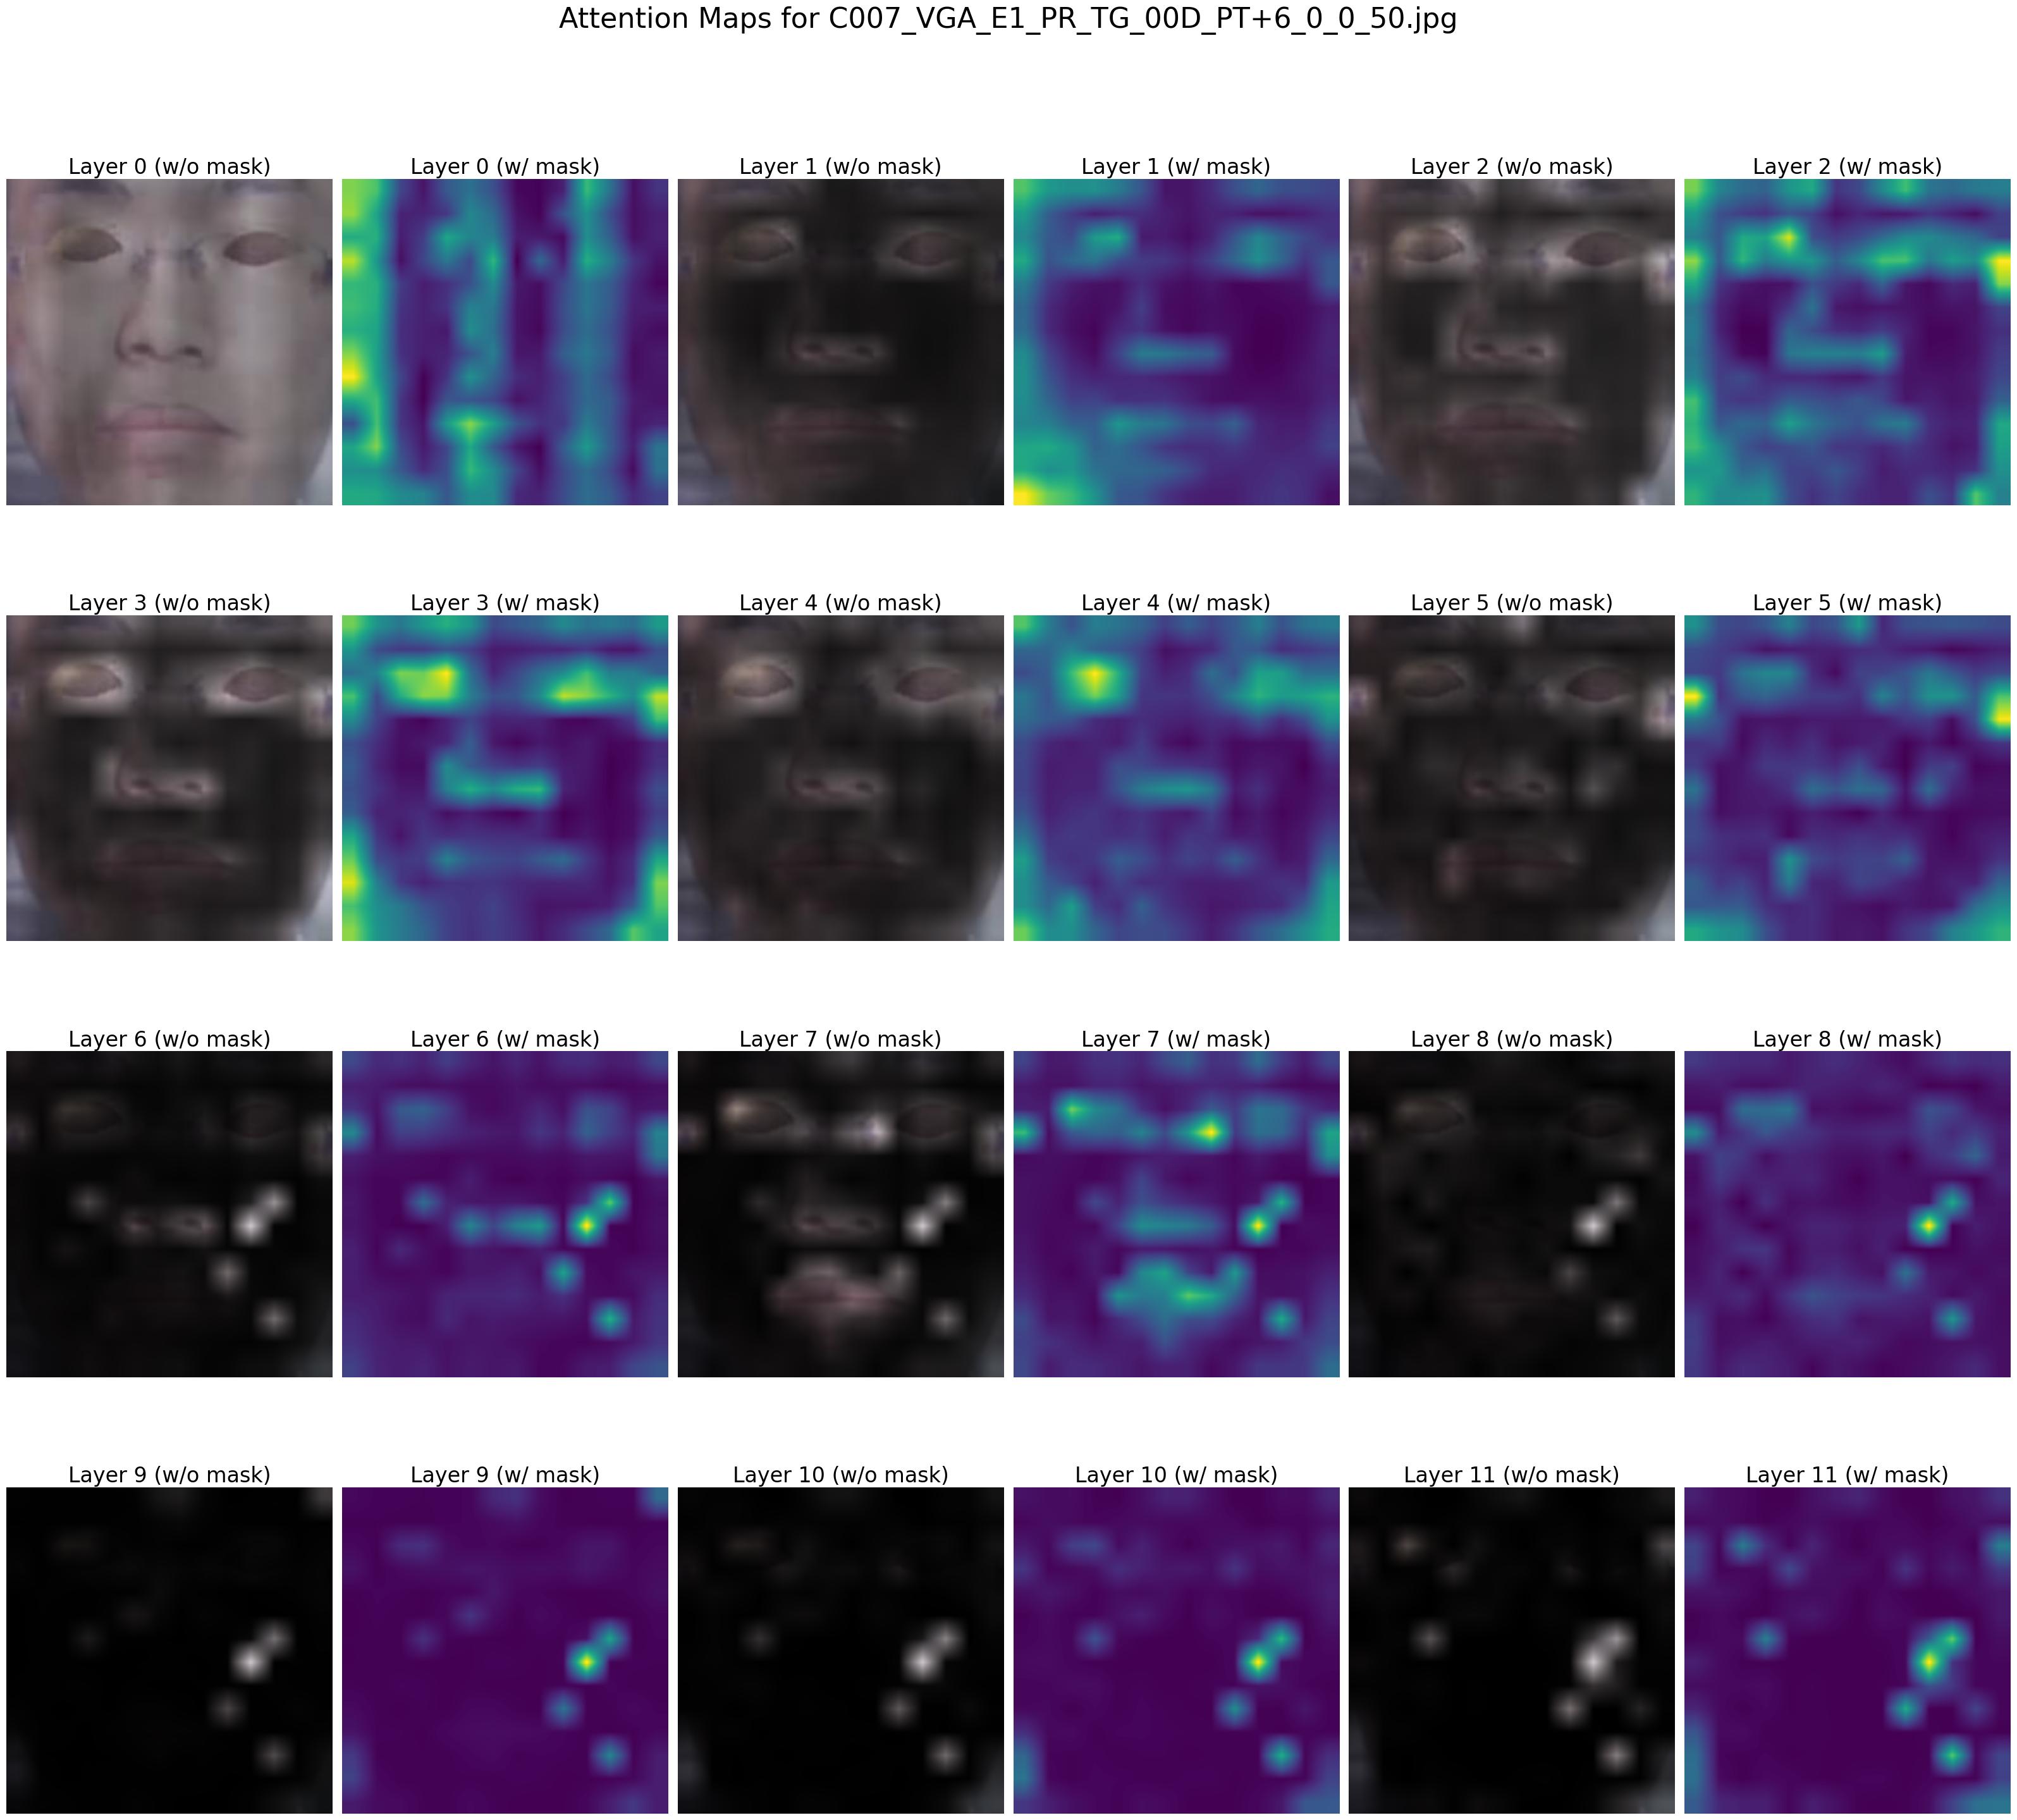 Attention Maps for C007_VGA_E1_PR_TG_00D_PT+6_0_0_50.jpg
Layer 0 (w/o mask)
Layer 0 (w/ mask)
Layer 1 (w/o mask)
Layer 1 (w/ mask)
Layer 2 (w/o mask)
Layer 2 (w/ mask)
Layer 3 (w/o mask)
Layer 3 (w/ mask)
Layer 4 (w/o mask)
Layer 4 (w/ mask)
Layer 5 (w/o mask)
Layer 5 (w/ mask)
Layer 6 (w/o mask)
Layer 6 (w/ mask)
Layer 7 (w/o mask)
Layer 7 (w/ mask)
Layer 8 (w/o mask)
Layer 8 (w/ mask)
Layer 9 (w/o mask)
Layer 9 (w/ mask)
Layer 10 (w/o mask)
Layer 10 (w/ mask)
Layer 11 (w/o mask)
Layer 11 (w/ mask)